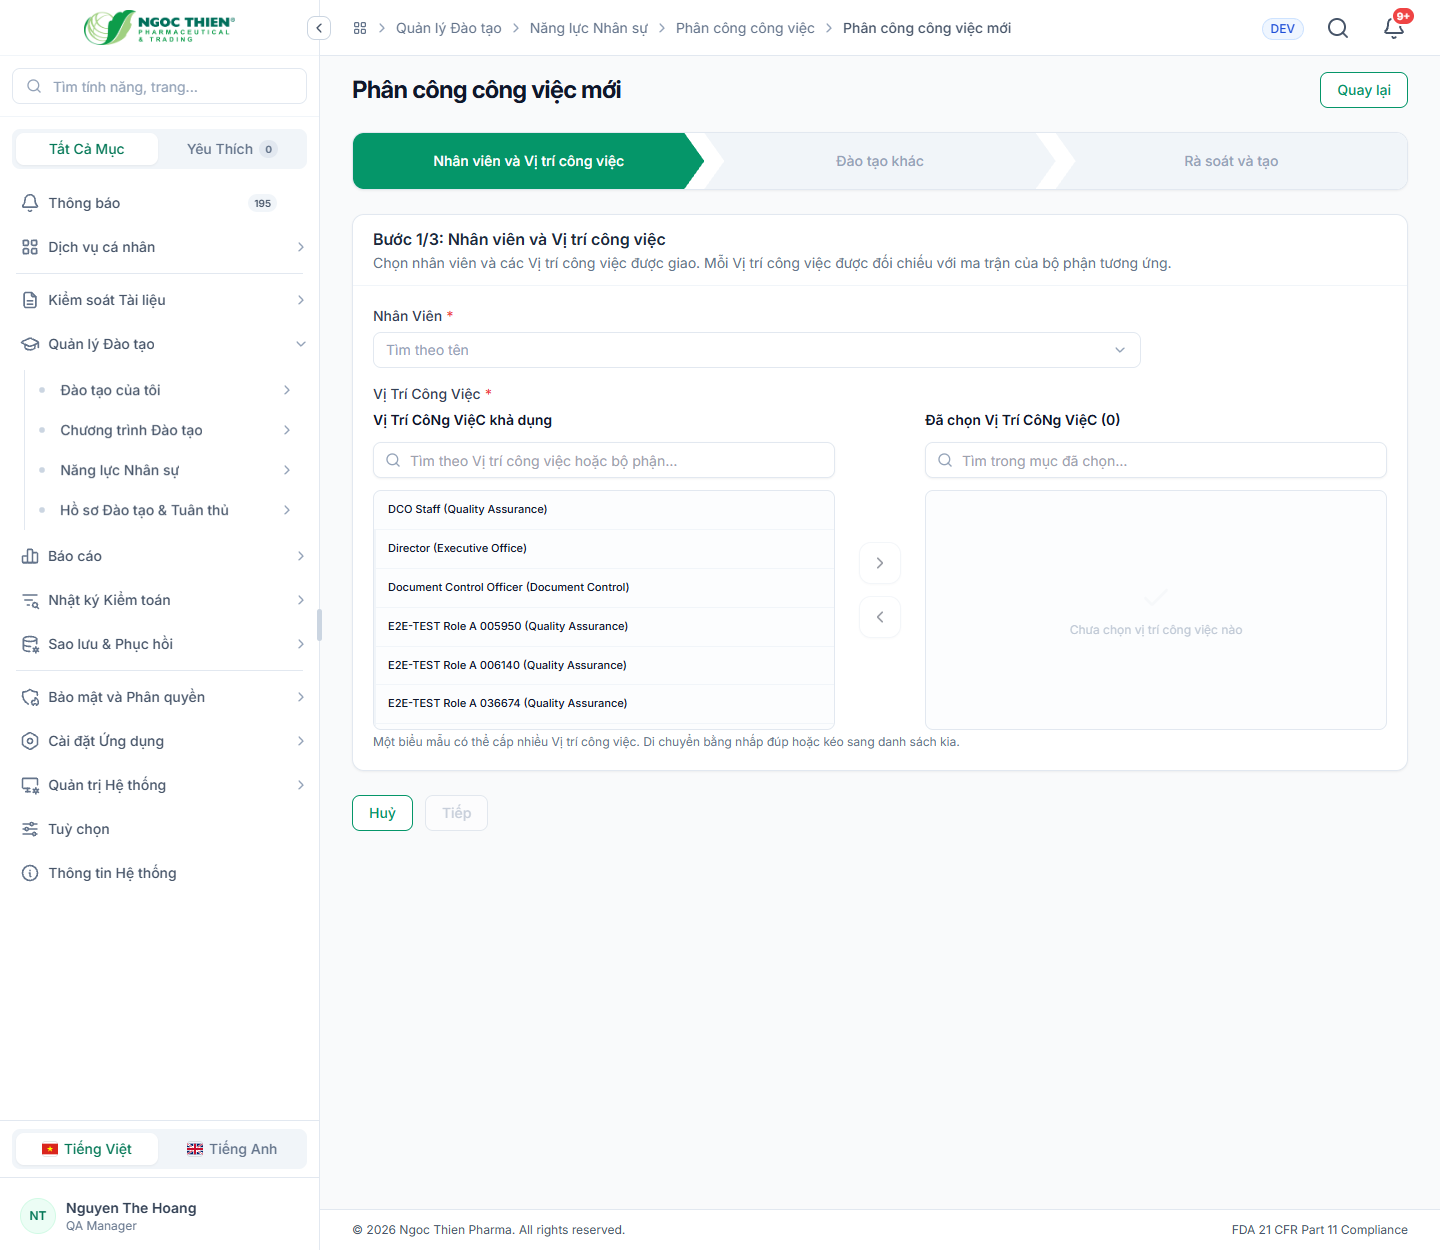 NGOC THIEN®
PHARMACEUTICAL
& TRADING
Tìm tính năng, trang...
Tất Cả Mục
Yêu Thích 0
Thông báo 195
Dịch vụ cá nhân
Kiểm soát Tài liệu
Quản lý Đào tạo
Đào tạo của tôi
Chương trình Đào tạo
Năng lực Nhân sự
Hồ sơ Đào tạo & Tuân thủ
Báo cáo
Nhật ký Kiểm toán
Sao lưu & Phục hồi
Bảo mật và Phân quyền
Cài đặt Ứng dụng
Quản trị Hệ thống
Tuỳ chọn
Thông tin Hệ thống
Tiếng Việt
Tiếng Anh
NT
Nguyen The Hoang
QA Manager
Quản lý Đào tạo
Năng lực Nhân sự
Phân công công việc
Phân công công việc mới
DEV
9+
Phân công công việc mới
Quay lại
Nhân viên và Vị trí công việc
Đào tạo khác
Rà soát và tạo
Bước 1/3: Nhân viên và Vị trí công việc
Chọn nhân viên và các Vị trí công việc được giao. Mỗi Vị trí công việc được đối chiếu với ma trận của bộ phận tương ứng.
Nhân Viên *
Tìm theo tên
Vị Trí Công Việc *
Vị Trí CôNg ViệC khả dụng
Tìm theo Vị trí công việc hoặc bộ phận...
DCO Staff (Quality Assurance)
Director (Executive Office)
Document Control Officer (Document Control)
E2E-TEST Role A 005950 (Quality Assurance)
E2E-TEST Role A 006140 (Quality Assurance)
E2E-TEST Role A 036674 (Quality Assurance)
Đã chọn Vị Trí CôNg ViệC (0)
Tìm trong mục đã chọn...
Chưa chọn vị trí công việc nào
Một biểu mẫu có thể cấp nhiều Vị trí công việc. Di chuyển bằng nhấp đúp hoặc kéo sang danh sách kia.
Huỷ
Tiếp
© 2026 Ngoc Thien Pharma. All rights reserved.
FDA 21 CFR Part 11 Compliance